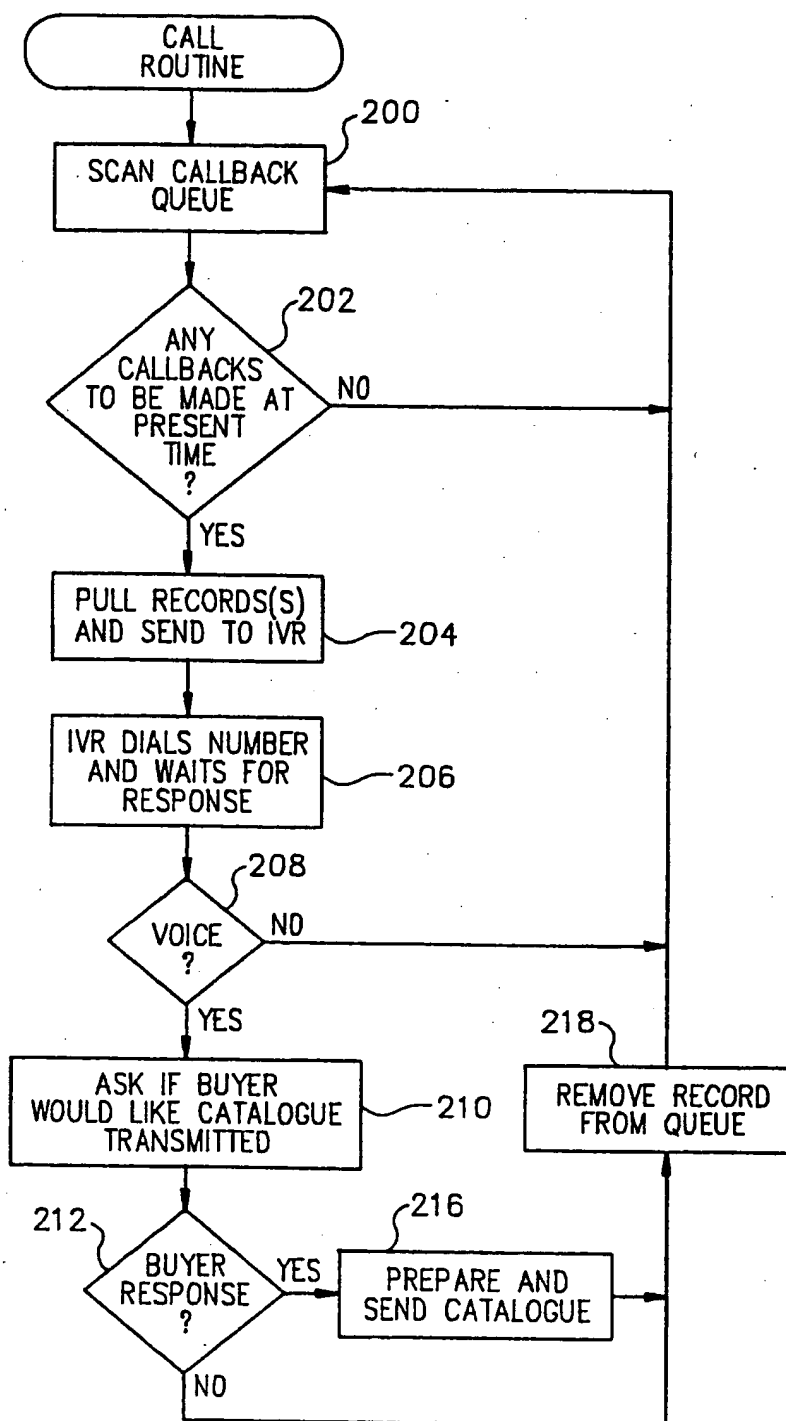 CALL
ROUTINE
200
SCAN CALLBACK
QUEUE
202
ANY
CALLBACKS
TO BE MADE AT
PRESENT
TIME
?
NO
YES
PULL RECORDS(S)
AND SEND TO IVR
204
IVR DIALS NUMBER
AND WAITS FOR
RESPONSE
206
208
VOICE
?
NO
YES
218
ASK IF BUYER
WOULD LIKE CATALOGUE
TRANSMITTED
210
REMOVE RECORD
FROM QUEUE
212
216
BUYER
RESPONSE
?
YES
PREPARE AND
SEND CATALOGUE
NO